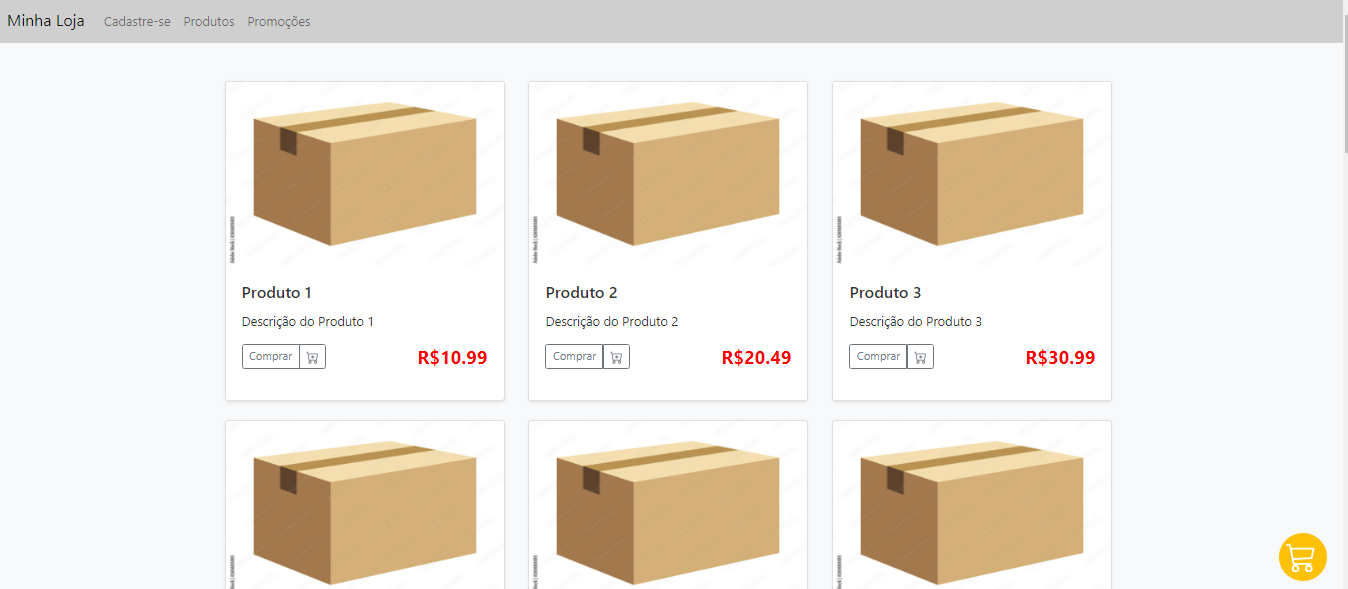 Minha Loja Cadastre-se Produtos Promoções
Produto 1
Descrição do Produto 1
Comprar R$10.99
Produto 2
Descrição do Produto 2
Comprar R$20.49
Produto 3
Descrição do Produto 3
Comprar R$30.99